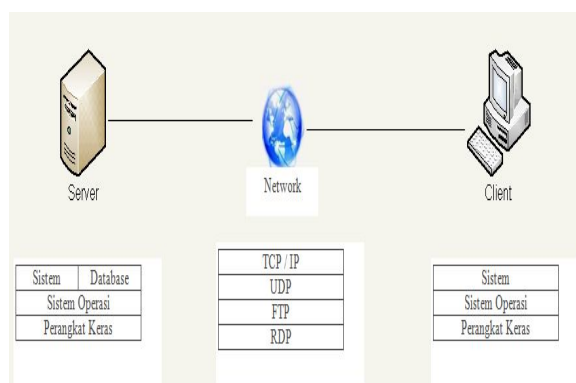 Server
Network
Client
Sistem Database
Sistem Operasi
Perangkat Keras
TCP / IP
UDP
FTP
RDP
Sistem
Sistem Operasi
Perangkat Keras